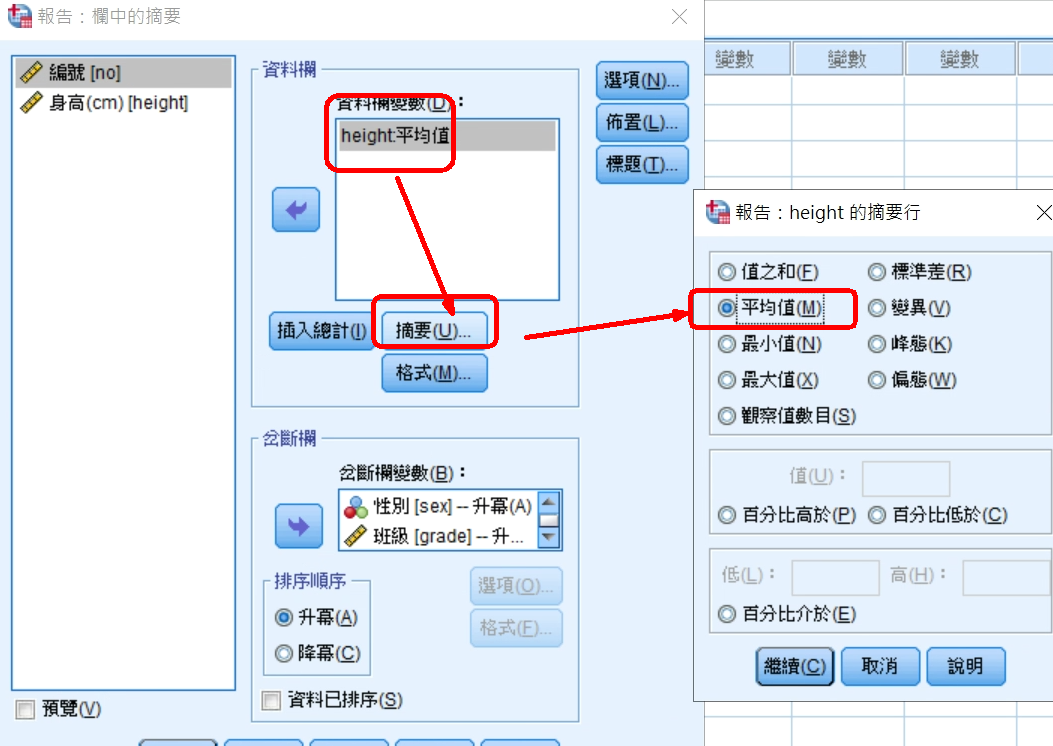 報告：欄中的摘要
編號 [no]
身高(cm) [height]
預覽(V)
資料欄
資料欄變數(D)：
height:平均值
插入總計(I)
摘要(U)...
格式(M)...
岔斷欄
岔斷欄變數(B)：
性別 [sex] -- 升冪(A)
班級 [grade] -- 升...
排序順序
升冪(A)
降冪(C)
選項(O)...
格式(F)...
資料已排序(S)
選項(N)...
佈置(L)...
標題(T)...
變數 變數 變數
報告：height 的摘要行
值之和(F) 標準差(R)
平均值(M) 變異(V)
最小值(N) 峰態(K)
最大值(X) 偏態(W)
觀察值數目(S)
值(U)：
百分比高於(P) 百分比低於(C)
低(L)： 高(H)：
百分比介於(E)
繼續(C) 取消 說明